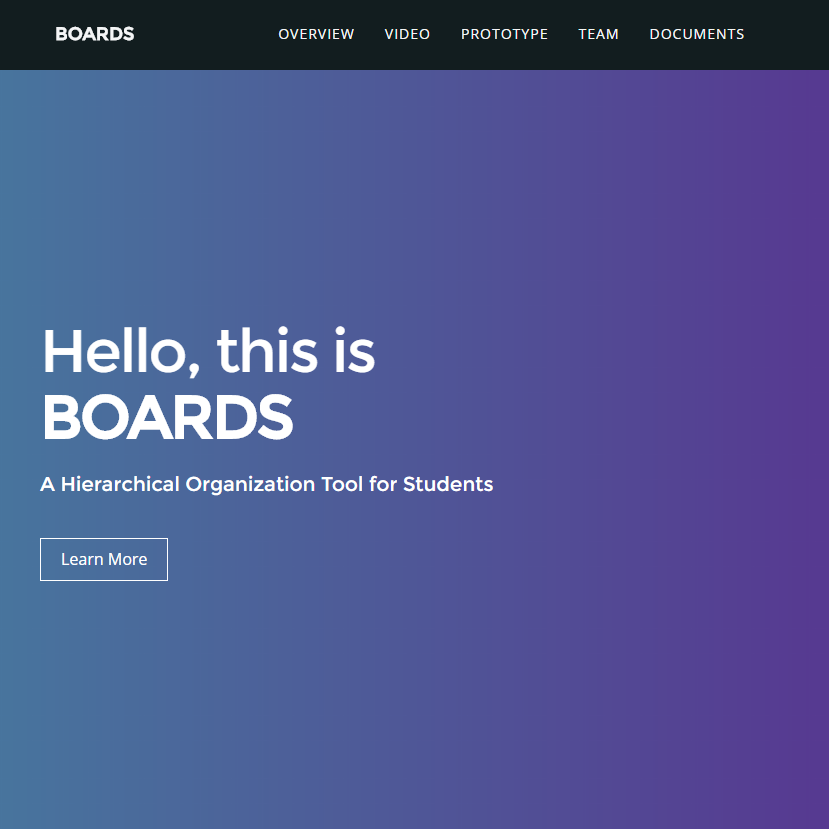 BOARDS OVERVIEW VIDEO PROTOTYPE TEAM DOCUMENTS
Hello, this is
BOARDS
A Hierarchical Organization Tool for Students
Learn More